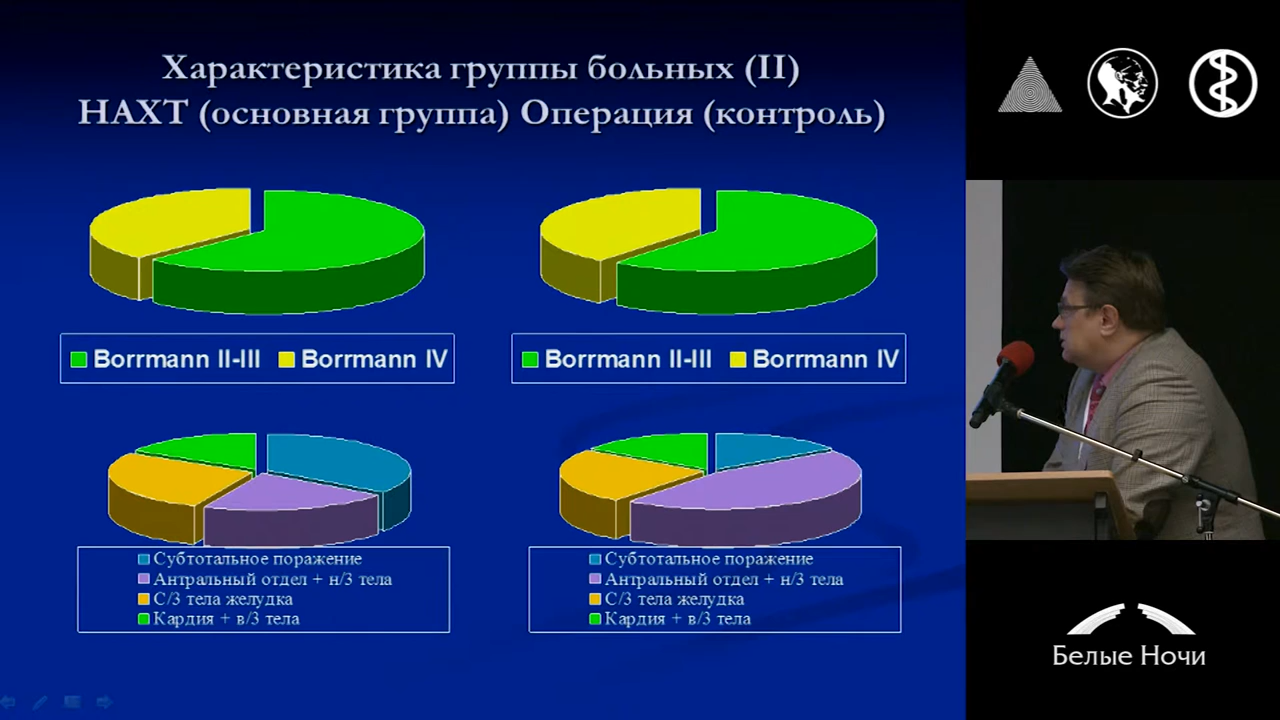 Характеристика группы больных (II)
НАХТ (основная группа) Операция (контроль)
Borrmann II-III Borrmann IV
Borrmann II-III Borrmann IV
Субтотальное поражение
Антральный отдел + н/3 тела
С/3 тела желудка
Кардия + в/3 тела
Субтотальное поражение
Антральный отдел + н/3 тела
С/3 тела желудка
Кардия + в/3 тела
Белые Ночи